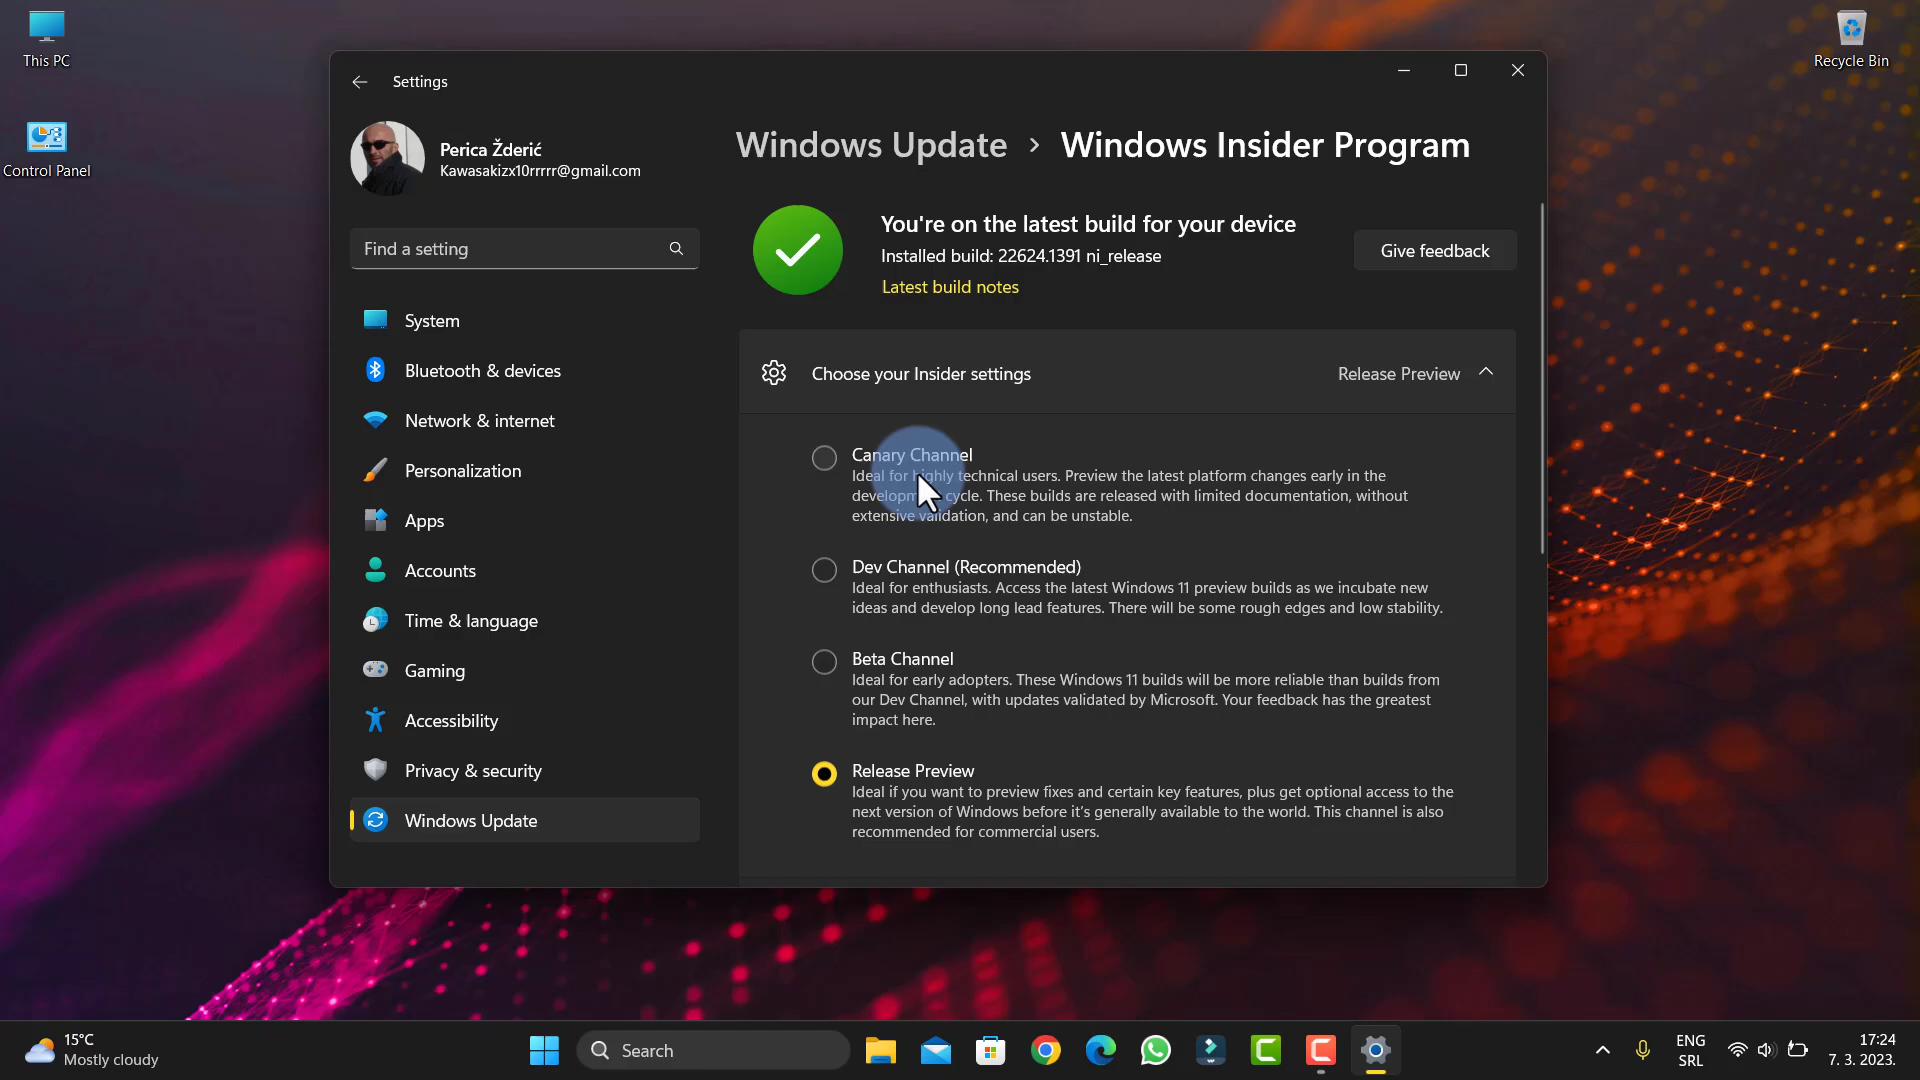 This PC
Recycle Bin
Control Panel
Settings
Perica Žderić
Kawasakizx10rrrrr@gmail.com
Find a setting
System
Bluetooth & devices
Network & internet
Personalization
Apps
Accounts
Time & language
Gaming
Accessibility
Privacy & security
Windows Update
Windows Update > Windows Insider Program
You're on the latest build for your device
Installed build: 22624.1391 ni_release
Latest build notes
Give feedback
Choose your Insider settings
Release Preview
Canary Channel
Ideal for highly technical users. Preview the latest platform changes early in the
development cycle. These builds are released with limited documentation, without
extensive validation, and can be unstable.
Dev Channel (Recommended)
Ideal for enthusiasts. Access the latest Windows 11 preview builds as we incubate new
ideas and develop long lead features. There will be some rough edges and low stability.
Beta Channel
Ideal for early adopters. These Windows 11 builds will be more reliable than builds from
our Dev Channel, with updates validated by Microsoft. Your feedback has the greatest
impact here.
Release Preview
Ideal if you want to preview fixes and certain key features, plus get optional access to the
next version of Windows before it's generally available to the world. This channel is also
recommended for commercial users.
15°C
Mostly cloudy
Search
ENG
SRL
17:24
7. 3. 2023.